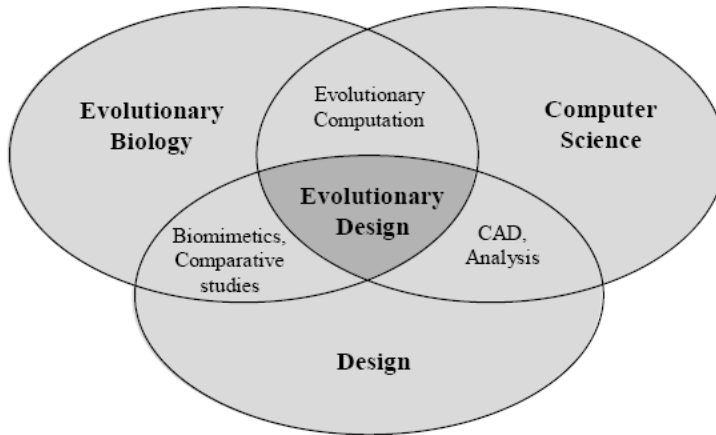 Evolutionary
Biology
Evolutionary
Computation
Computer
Science
Evolutionary
Design
Biomimetics,
Comparative
studies
CAD,
Analysis
Design